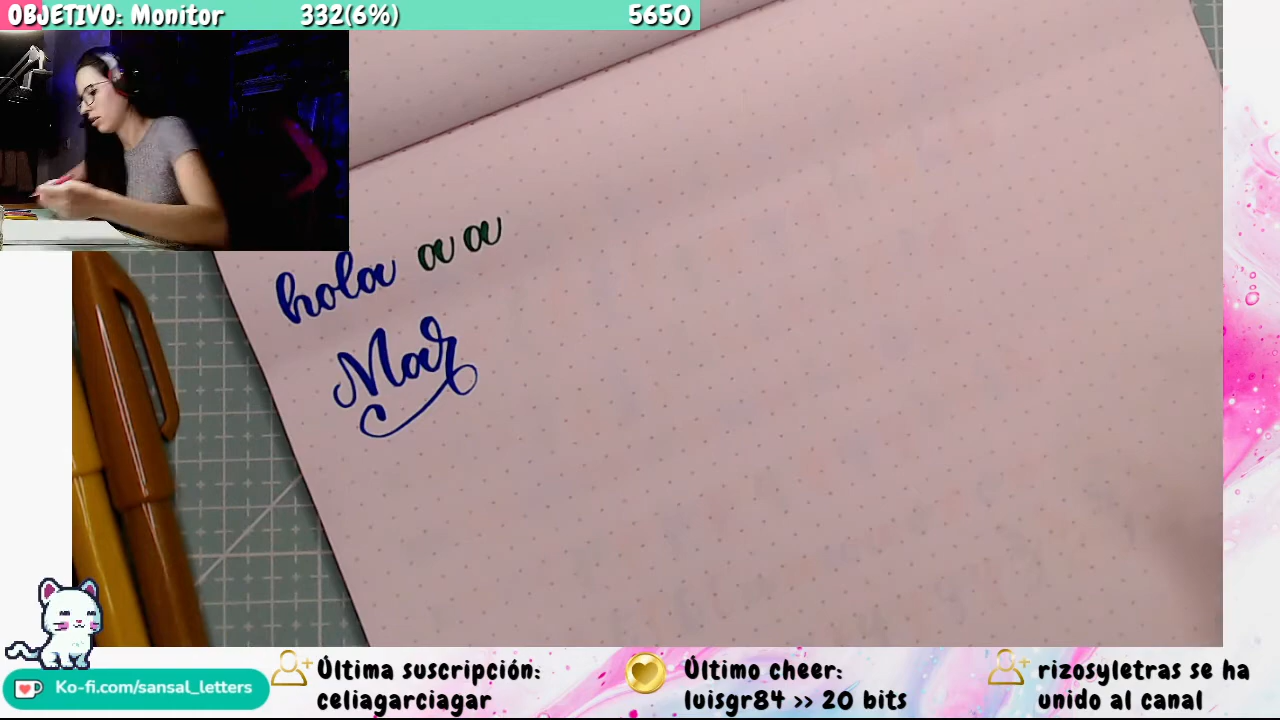 OBJETIVO: Monitor 332(6%) 5650
hola a a
Mar
Ko-fi.com/sansal_letters
Última suscripción:
celiagarciagar
Último cheer:
luisgr84 >> 20 bits
rizosyletras se ha
unido al canal